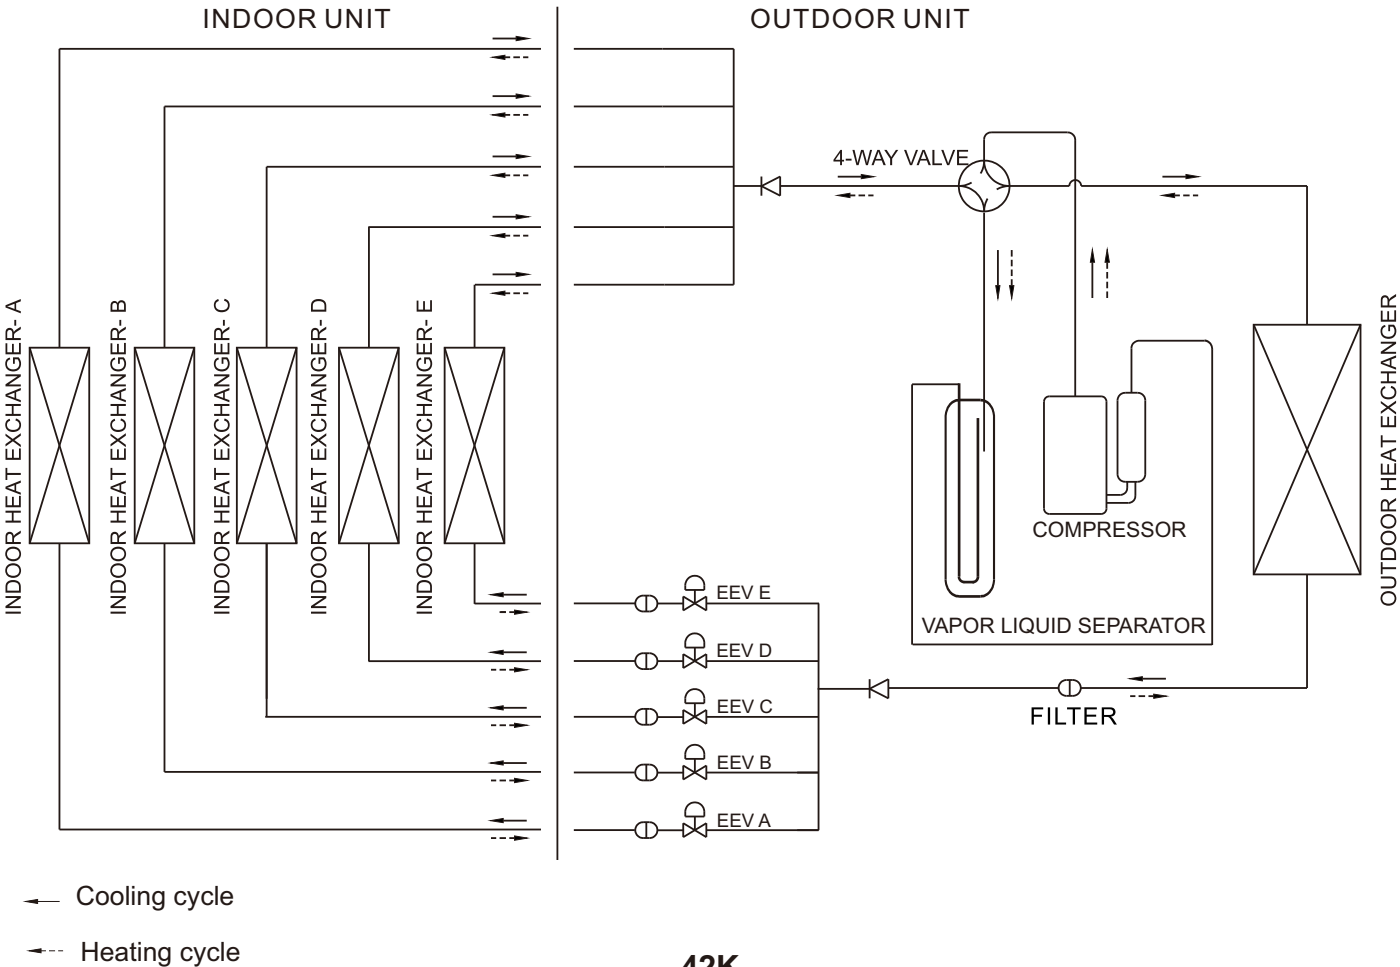 INDOOR UNIT
OUTDOOR UNIT
4-WAY VALVE
INDOOR HEAT EXCHANGER- A
INDOOR HEAT EXCHANGER- B
INDOOR HEAT EXCHANGER- C
INDOOR HEAT EXCHANGER- D
INDOOR HEAT EXCHANGER- E
OUTDOOR HEAT EXCHANGER
COMPRESSOR
VAPOR LIQUID SEPARATOR
EEV E
EEV D
EEV C
EEV B
EEV A
FILTER
Cooling cycle
Heating cycle
42K